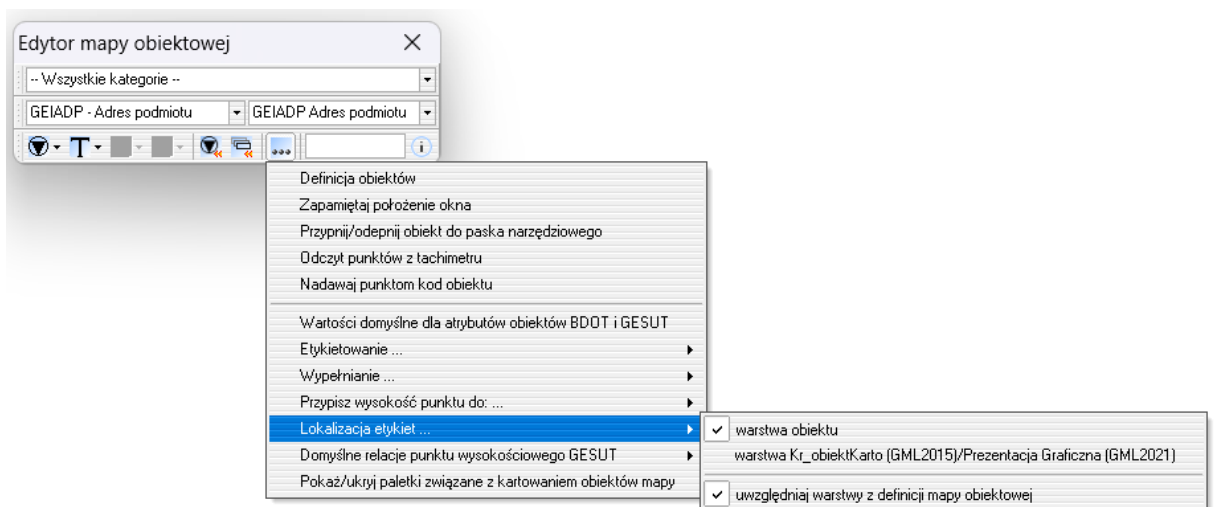 Edytor mapy obiektowej
-- Wszystkie kategorie --
GEIADP - Adres podmiotu GEIADP Adres podmiotu
T i
Definicja obiektów
Zapamiętaj położenie okna
Przypnij/odepnij obiekt do paska narzędziowego
Odczyt punktów z tachimetru
Nadawaj punktom kod obiektu
Wartości domyślne dla atrybutów obiektów BDOT i GESUT
Etykietowanie ...
Wypełnianie ...
Przypisz wysokość punktu do: ...
Lokalizacja etykiet ...
warstwa obiektu
warstwa Kr_obiektKarto (GML2015)/Prezentacja Graficzna (GML2021)
Domyślne relacje punktu wysokościowego GESUT
Pokaż/ukryj paletki związane z kartowaniem obiektów mapy
uwzględniaj warstwy z definicji mapy obiektowej